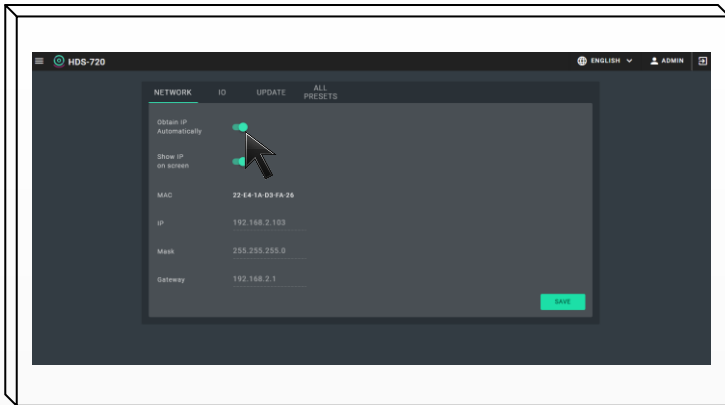 HDS-720
ENGLISH
ADMIN
NETWORK
IO
UPDATE
ALL
PRESETS
Obtain IP
Automatically
Show IP
on screen
MAC
22-E4-1A-D3-FA-26
IP
192.168.2.103
Mask
255.255.255.0
Gateway
192.168.2.1
SAVE